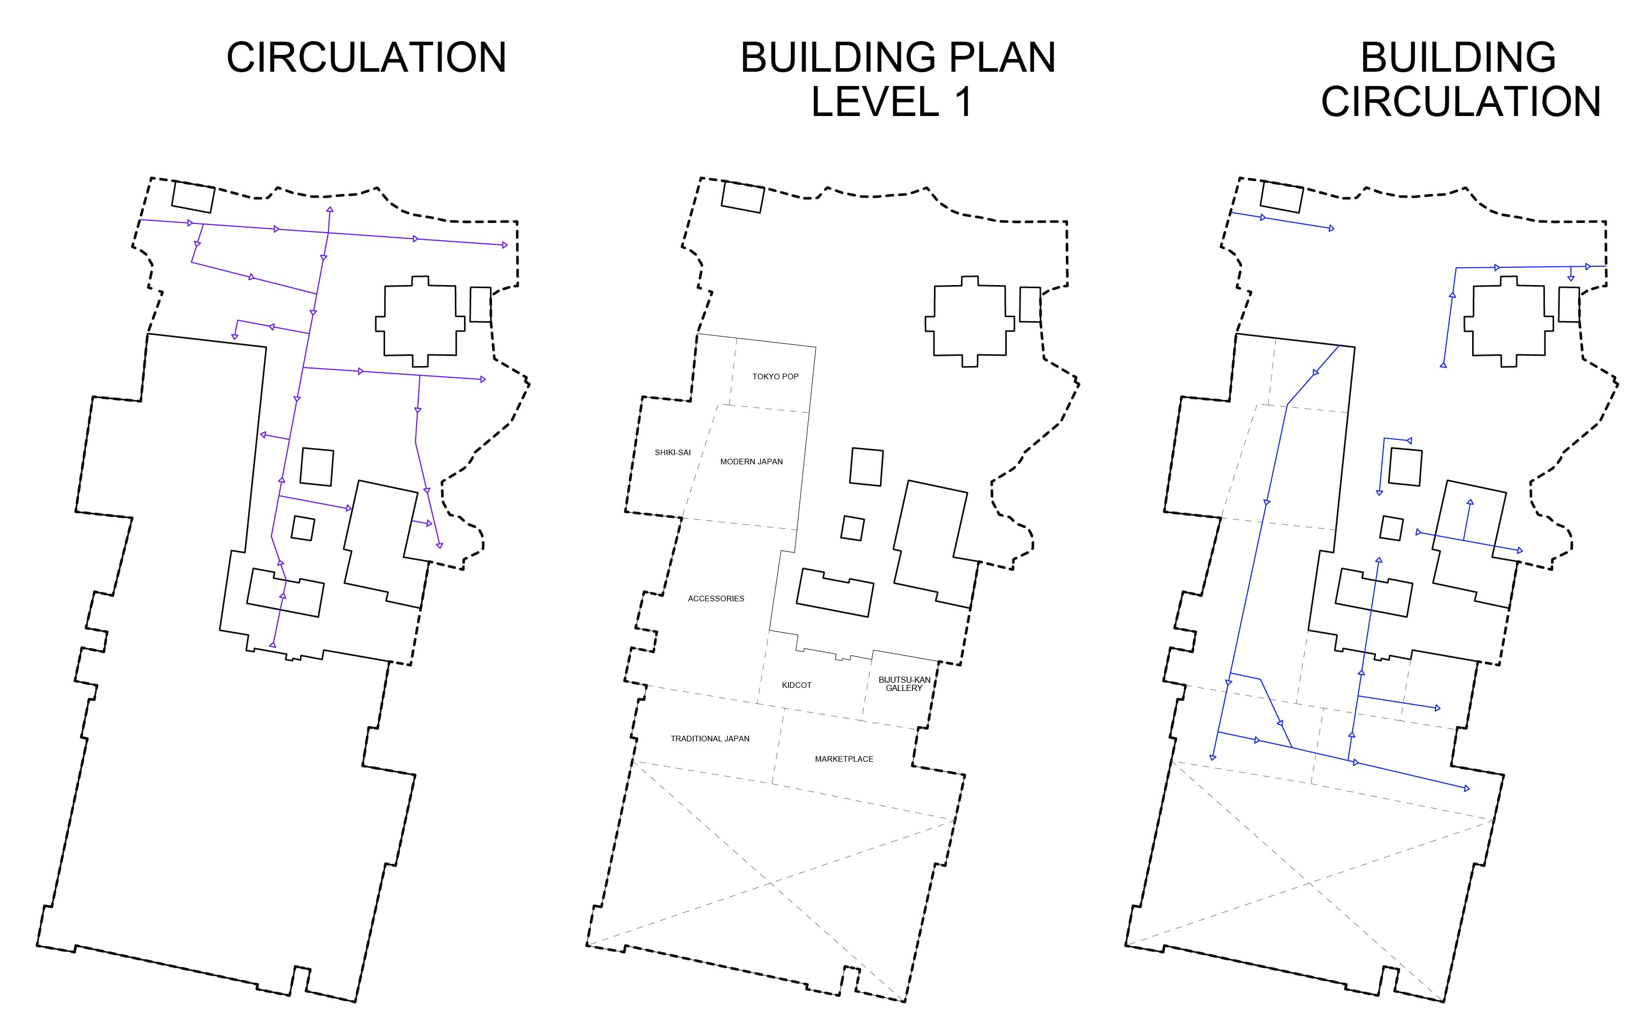 CIRCULATION
BUILDING PLAN
LEVEL 1
BUILDING
CIRCULATION
TOKYO POP
SHIKI-SAI
MODERN JAPAN
ACCESSORIES
KIDCOT
BIJUTSU-KAN
GALLERY
TRADITIONAL JAPAN
MARKETPLACE